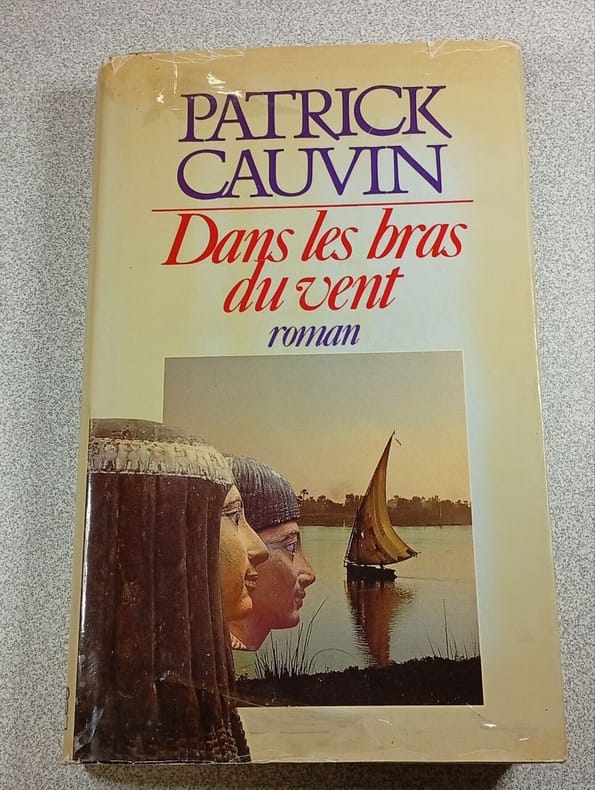 PATRICK
CAUVIN
Dans les bras
du vent
roman